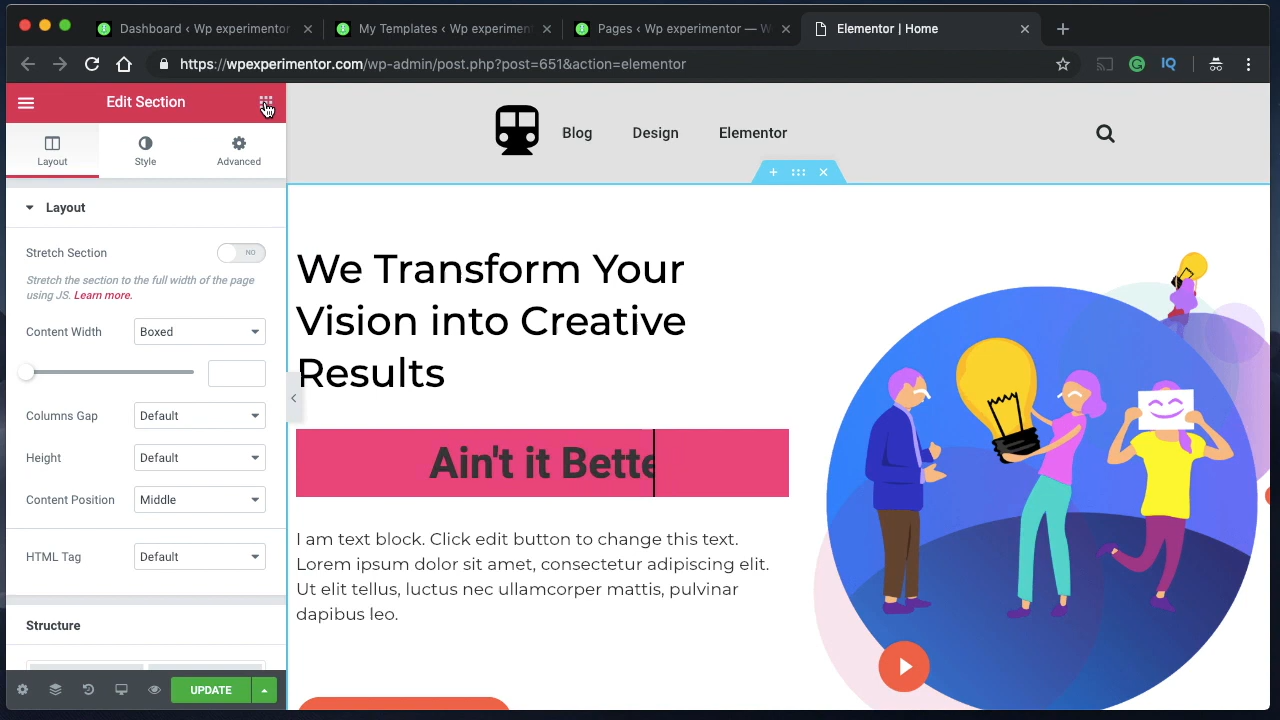 Dashboard ‹ Wp experimentor
My Templates ‹ Wp experimen
Pages ‹ Wp experimentor — W
Elementor | Home
https://wpexperimentor.com/wp-admin/post.php?post=651&action=elementor
IQ
Edit Section
Layout
Style
Advanced
Layout
Stretch Section
NO
Stretch the section to the full width of the page
using JS. Learn more.
Content Width
Boxed
Columns Gap
Default
Height
Default
Content Position
Middle
HTML Tag
Default
Structure
UPDATE
Blog
Design
Elementor
We Transform Your
Vision into Creative
Results
Ain't it Bette
I am text block. Click edit button to change this text.
Lorem ipsum dolor sit amet, consectetur adipiscing elit.
Ut elit tellus, luctus nec ullamcorper mattis, pulvinar
dapibus leo.